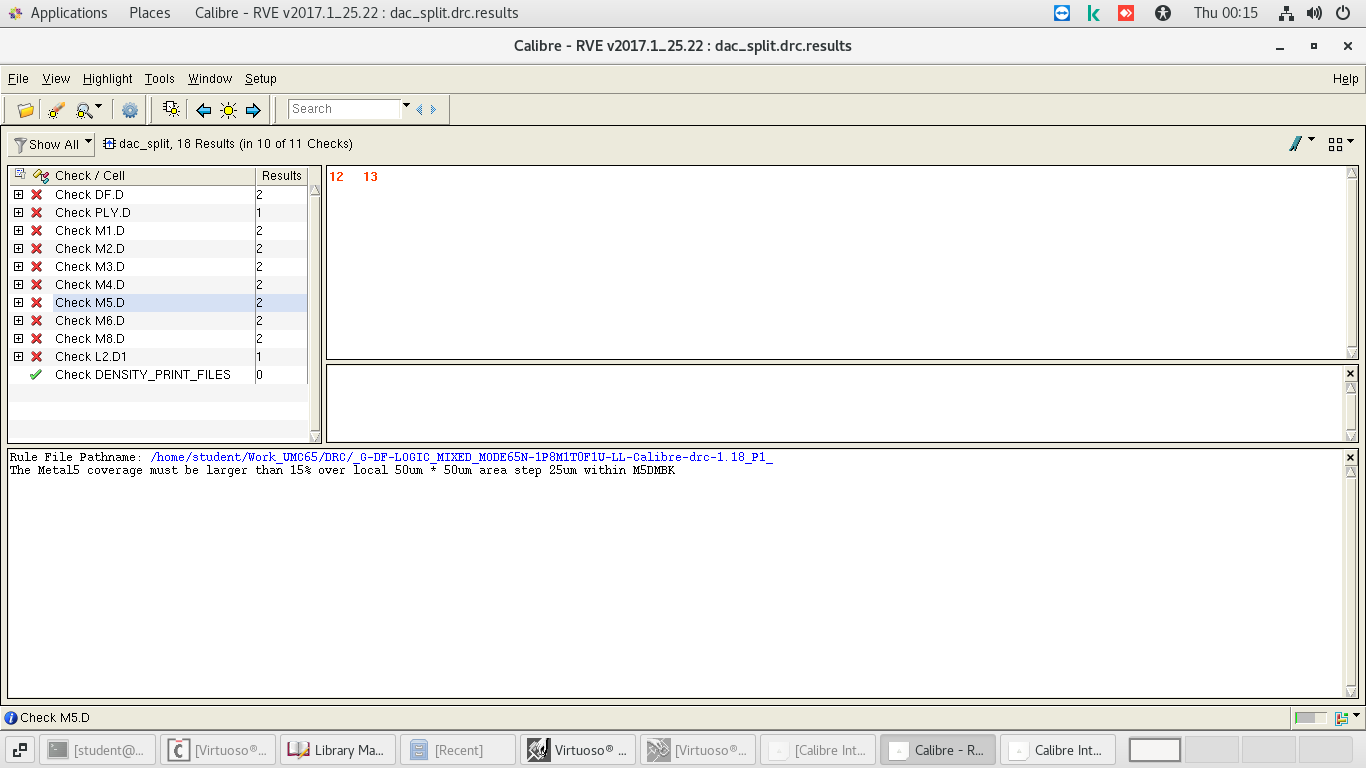 Applications Places Calibre - RVE v2017.1_25.22 : dac_split.drc.results Thu 00:15
Calibre - RVE v2017.1_25.22 : dac_split.drc.results
File View Highlight Tools Window Setup Help
Search
Show All dac_split, 18 Results (in 10 of 11 Checks)
Check / Cell Results
Check DF.D 2
Check PLY.D 1
Check M1.D 2
Check M2.D 2
Check M3.D 2
Check M4.D 2
Check M5.D 2
Check M6.D 2
Check M8.D 2
Check L2.D1 1
Check DENSITY_PRINT_FILES 0
12 13
Rule File Pathname: /home/student/Work_UMC65/DRC/_G-DF-LOGIC_MIXED_MODE65N-1P8M1T0F1U-LL-Calibre-drc-1.18_P1_
The Metal5 coverage must be larger than 15% over local 50um * 50um area step 25um within M5DMBK
Check M5.D
[student@... [Virtuoso®... Library Ma... [Recent] Virtuoso® ... [Virtuoso®... [Calibre Int... Calibre - R... Calibre Int...